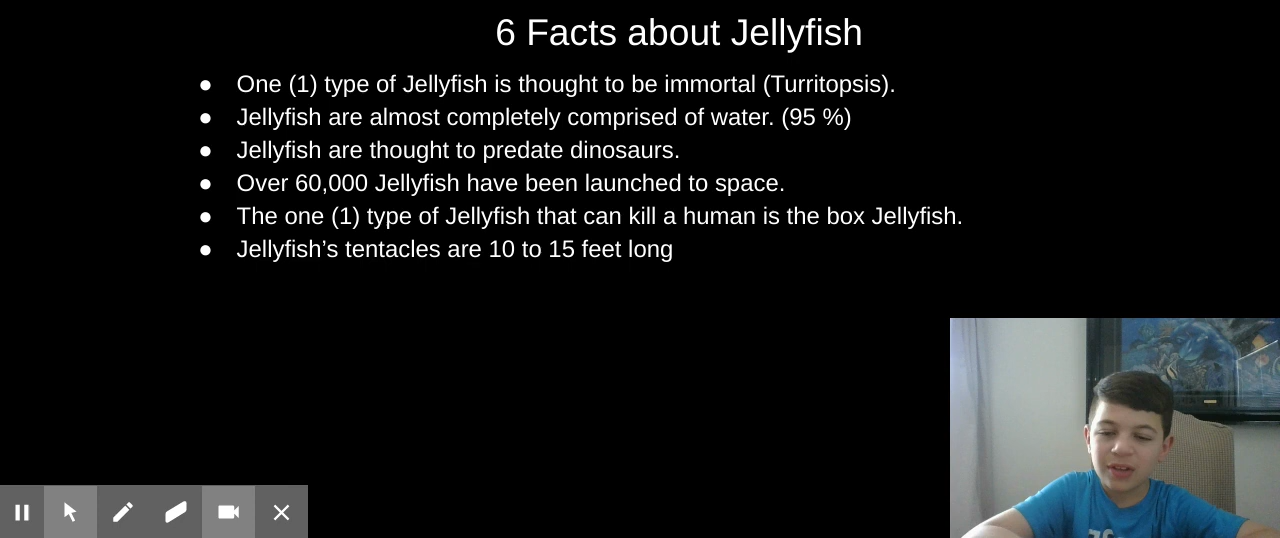 6 Facts about Jellyfish
● One (1) type of Jellyfish is thought to be immortal (Turritopsis).
● Jellyfish are almost completely comprised of water. (95 %)
● Jellyfish are thought to predate dinosaurs.
● Over 60,000 Jellyfish have been launched to space.
● The one (1) type of Jellyfish that can kill a human is the box Jellyfish.
● Jellyfish’s tentacles are 10 to 15 feet long